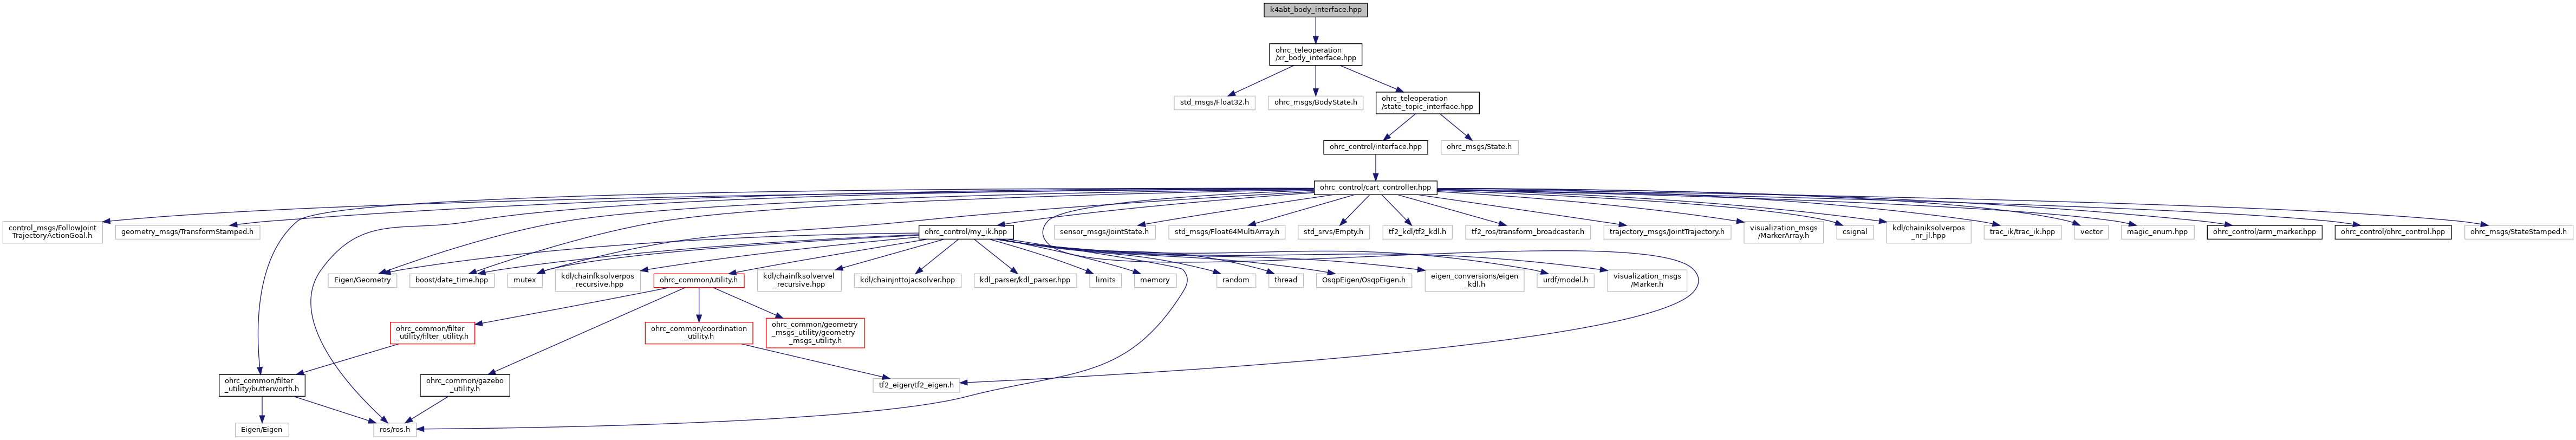 k4abt_body_interface.hpp
ohrc_teleoperation
/xr_body_interface.hpp
std_msgs/Float32.h
ohrc_msgs/BodyState.h
ohrc_teleoperation
/state_topic_interface.hpp
ohrc_control/interface.hpp
ohrc_msgs/State.h
ohrc_control/cart_controller.hpp
control_msgs/FollowJoint
TrajectoryActionGoal.h
geometry_msgs/TransformStamped.h
ohrc_control/my_ik.hpp
sensor_msgs/JointState.h
std_msgs/Float64MultiArray.h
std_srvs/Empty.h
tf2_kdl/tf2_kdl.h
tf2_ros/transform_broadcaster.h
trajectory_msgs/JointTrajectory.h
visualization_msgs
/MarkerArray.h
csignal
kdl/chainiksolverpos
_nr_jl.hpp
trac_ik/trac_ik.hpp
vector
magic_enum.hpp
ohrc_control/arm_marker.hpp
ohrc_control/ohrc_control.hpp
ohrc_msgs/StateStamped.h
Eigen/Geometry
boost/date_time.hpp
mutex
kdl/chainfksolverpos
_recursive.hpp
ohrc_common/utility.h
kdl/chainfksolvervel
_recursive.hpp
kdl/chainjnttojacsolver.hpp
kdl_parser/kdl_parser.hpp
limits
memory
random
thread
OsqpEigen/OsqpEigen.h
eigen_conversions/eigen
_kdl.h
urdf/model.h
visualization_msgs
/Marker.h
ohrc_common/filter
_utility/filter_utility.h
ohrc_common/coordination
_utility.h
ohrc_common/geometry
_msgs_utility/geometry
_msgs_utility.h
ohrc_common/filter
_utility/butterworth.h
ohrc_common/gazebo
_utility.h
tf2_eigen/tf2_eigen.h
Eigen/Eigen
ros/ros.h